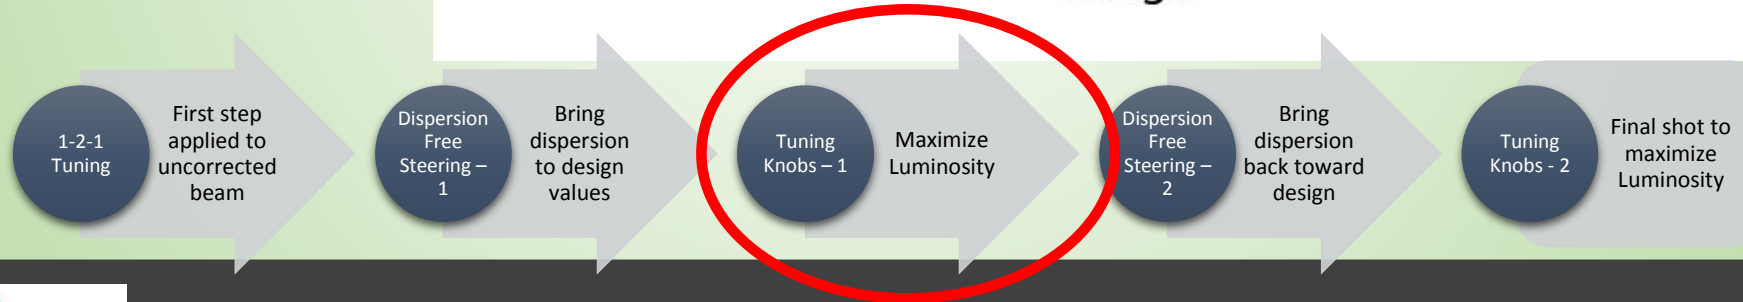 1-2-1
Tuning
First step
applied to
uncorrected
beam
Dispersion
Free
Steering –
1
Bring
dispersion
to design
values
Tuning
Knobs – 1
Maximize
Luminosity
Dispersion
Free
Steering –
2
Bring
dispersion
back toward
design
Tuning
Knobs - 2
Final shot to
maximize
Luminosity